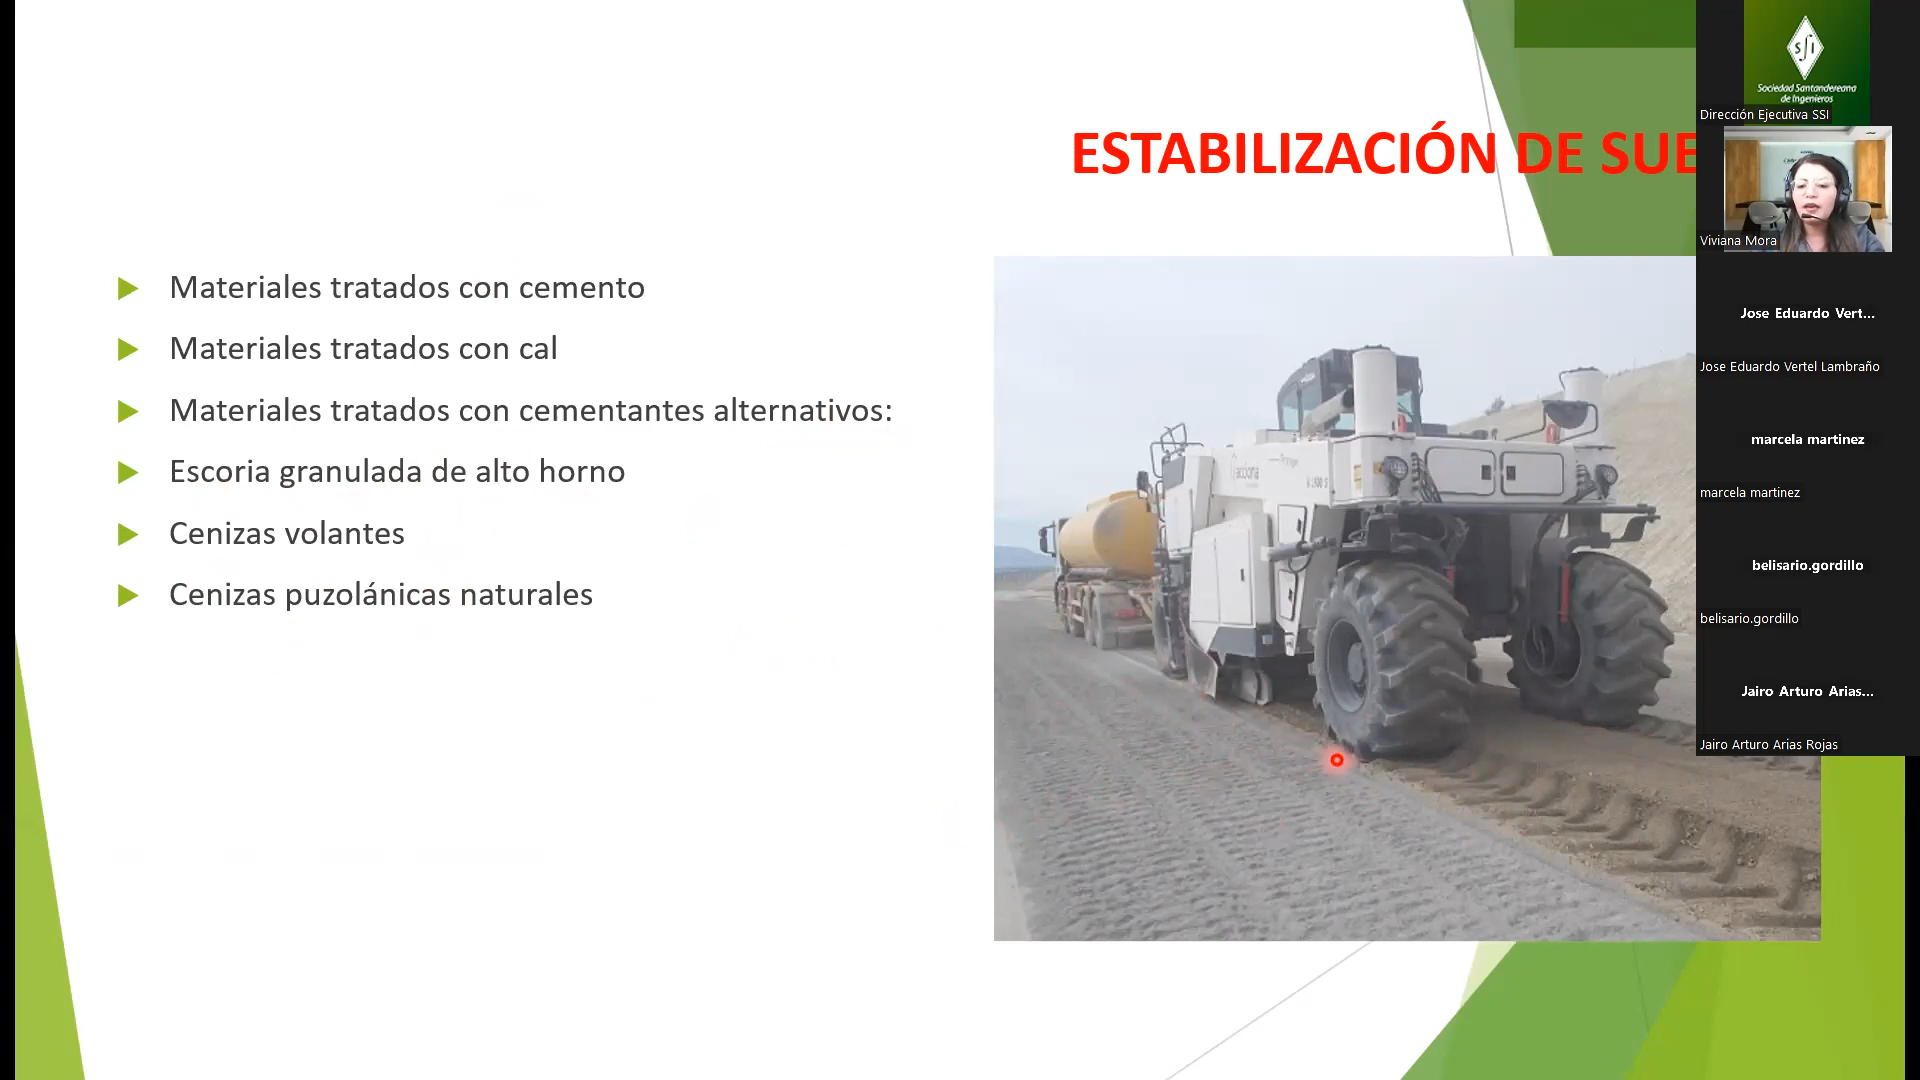 ESTABILIZACIÓN DE SUE
Materiales tratados con cemento
Materiales tratados con cal
Materiales tratados con cementantes alternativos:
Escoria granulada de alto horno
Cenizas volantes
Cenizas puzolánicas naturales
acciona
SSI
Sociedad Santandereana
de Ingenieros
Dirección Ejecutiva SSI
Viviana Mora
Jose Eduardo Vert...
Jose Eduardo Vertel Lambraño
marcela martinez
marcela martinez
belisario.gordillo
belisario.gordillo
Jairo Arturo Arias...
Jairo Arturo Arias Rojas